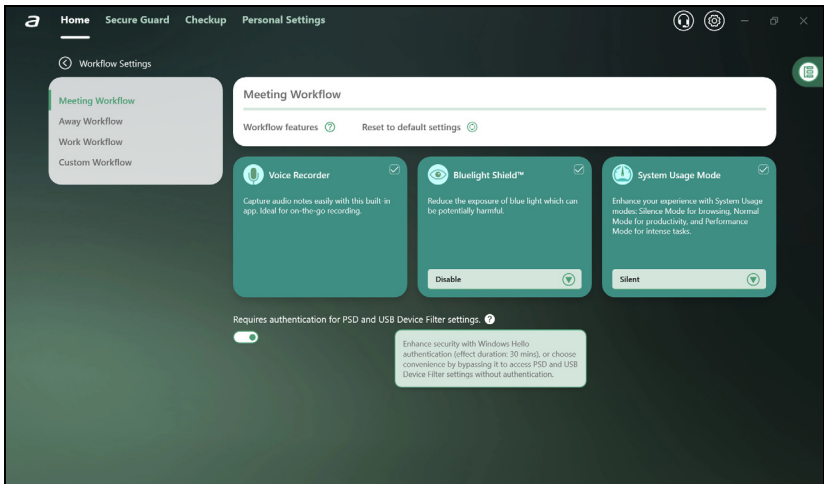 a Home Secure Guard Checkup Personal Settings
Workflow Settings
Meeting Workflow
Away Workflow
Work Workflow
Custom Workflow
Meeting Workflow
Workflow features ? Reset to default settings
Voice Recorder
Capture audio notes easily with this built-in
app. Ideal for on-the-go recording.
Bluelight Shield™
Reduce the exposure of blue light which can
be potentially harmful.
Disable
System Usage Mode
Enhance your experience with System Usage
modes: Silence Mode for browsing, Normal
Mode for productivity, and Performance
Mode for intense tasks.
Silent
Requires authentication for PSD and USB Device Filter settings. ?
Enhance security with Windows Hello
authentication (effect duration: 30 mins), or choose
convenience by bypassing it to access PSD and USB
Device Filter settings without authentication.